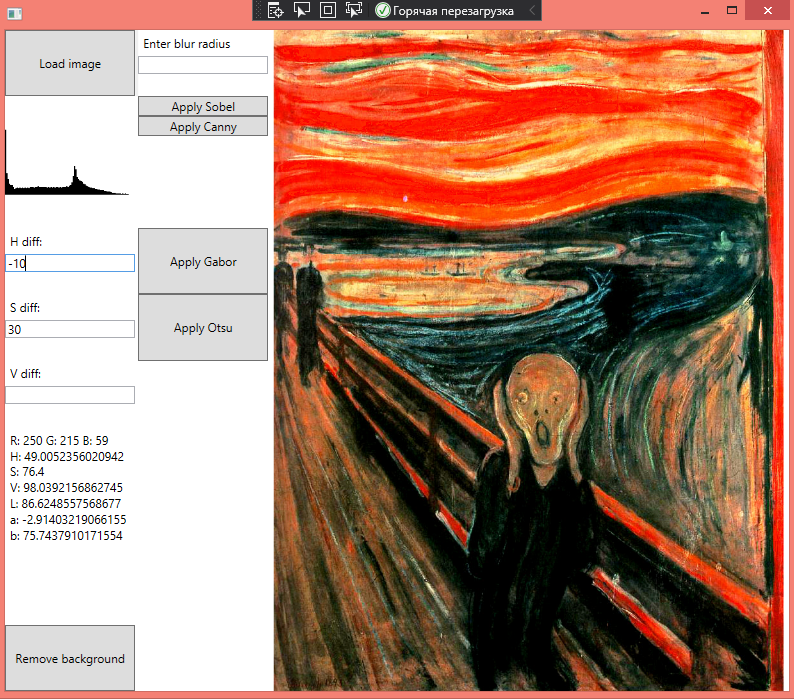 Горячая перезагрузка
Load image
Enter blur radius
Apply Sobel
Apply Canny
H diff:
-10
Apply Gabor
S diff:
30
Apply Otsu
V diff:
R: 250 G: 215 B: 59
H: 49.0052356020942
S: 76.4
V: 98.0392156862745
L: 86.6248557568677
a: -2.91403219066155
b: 75.7437910171554
Remove background